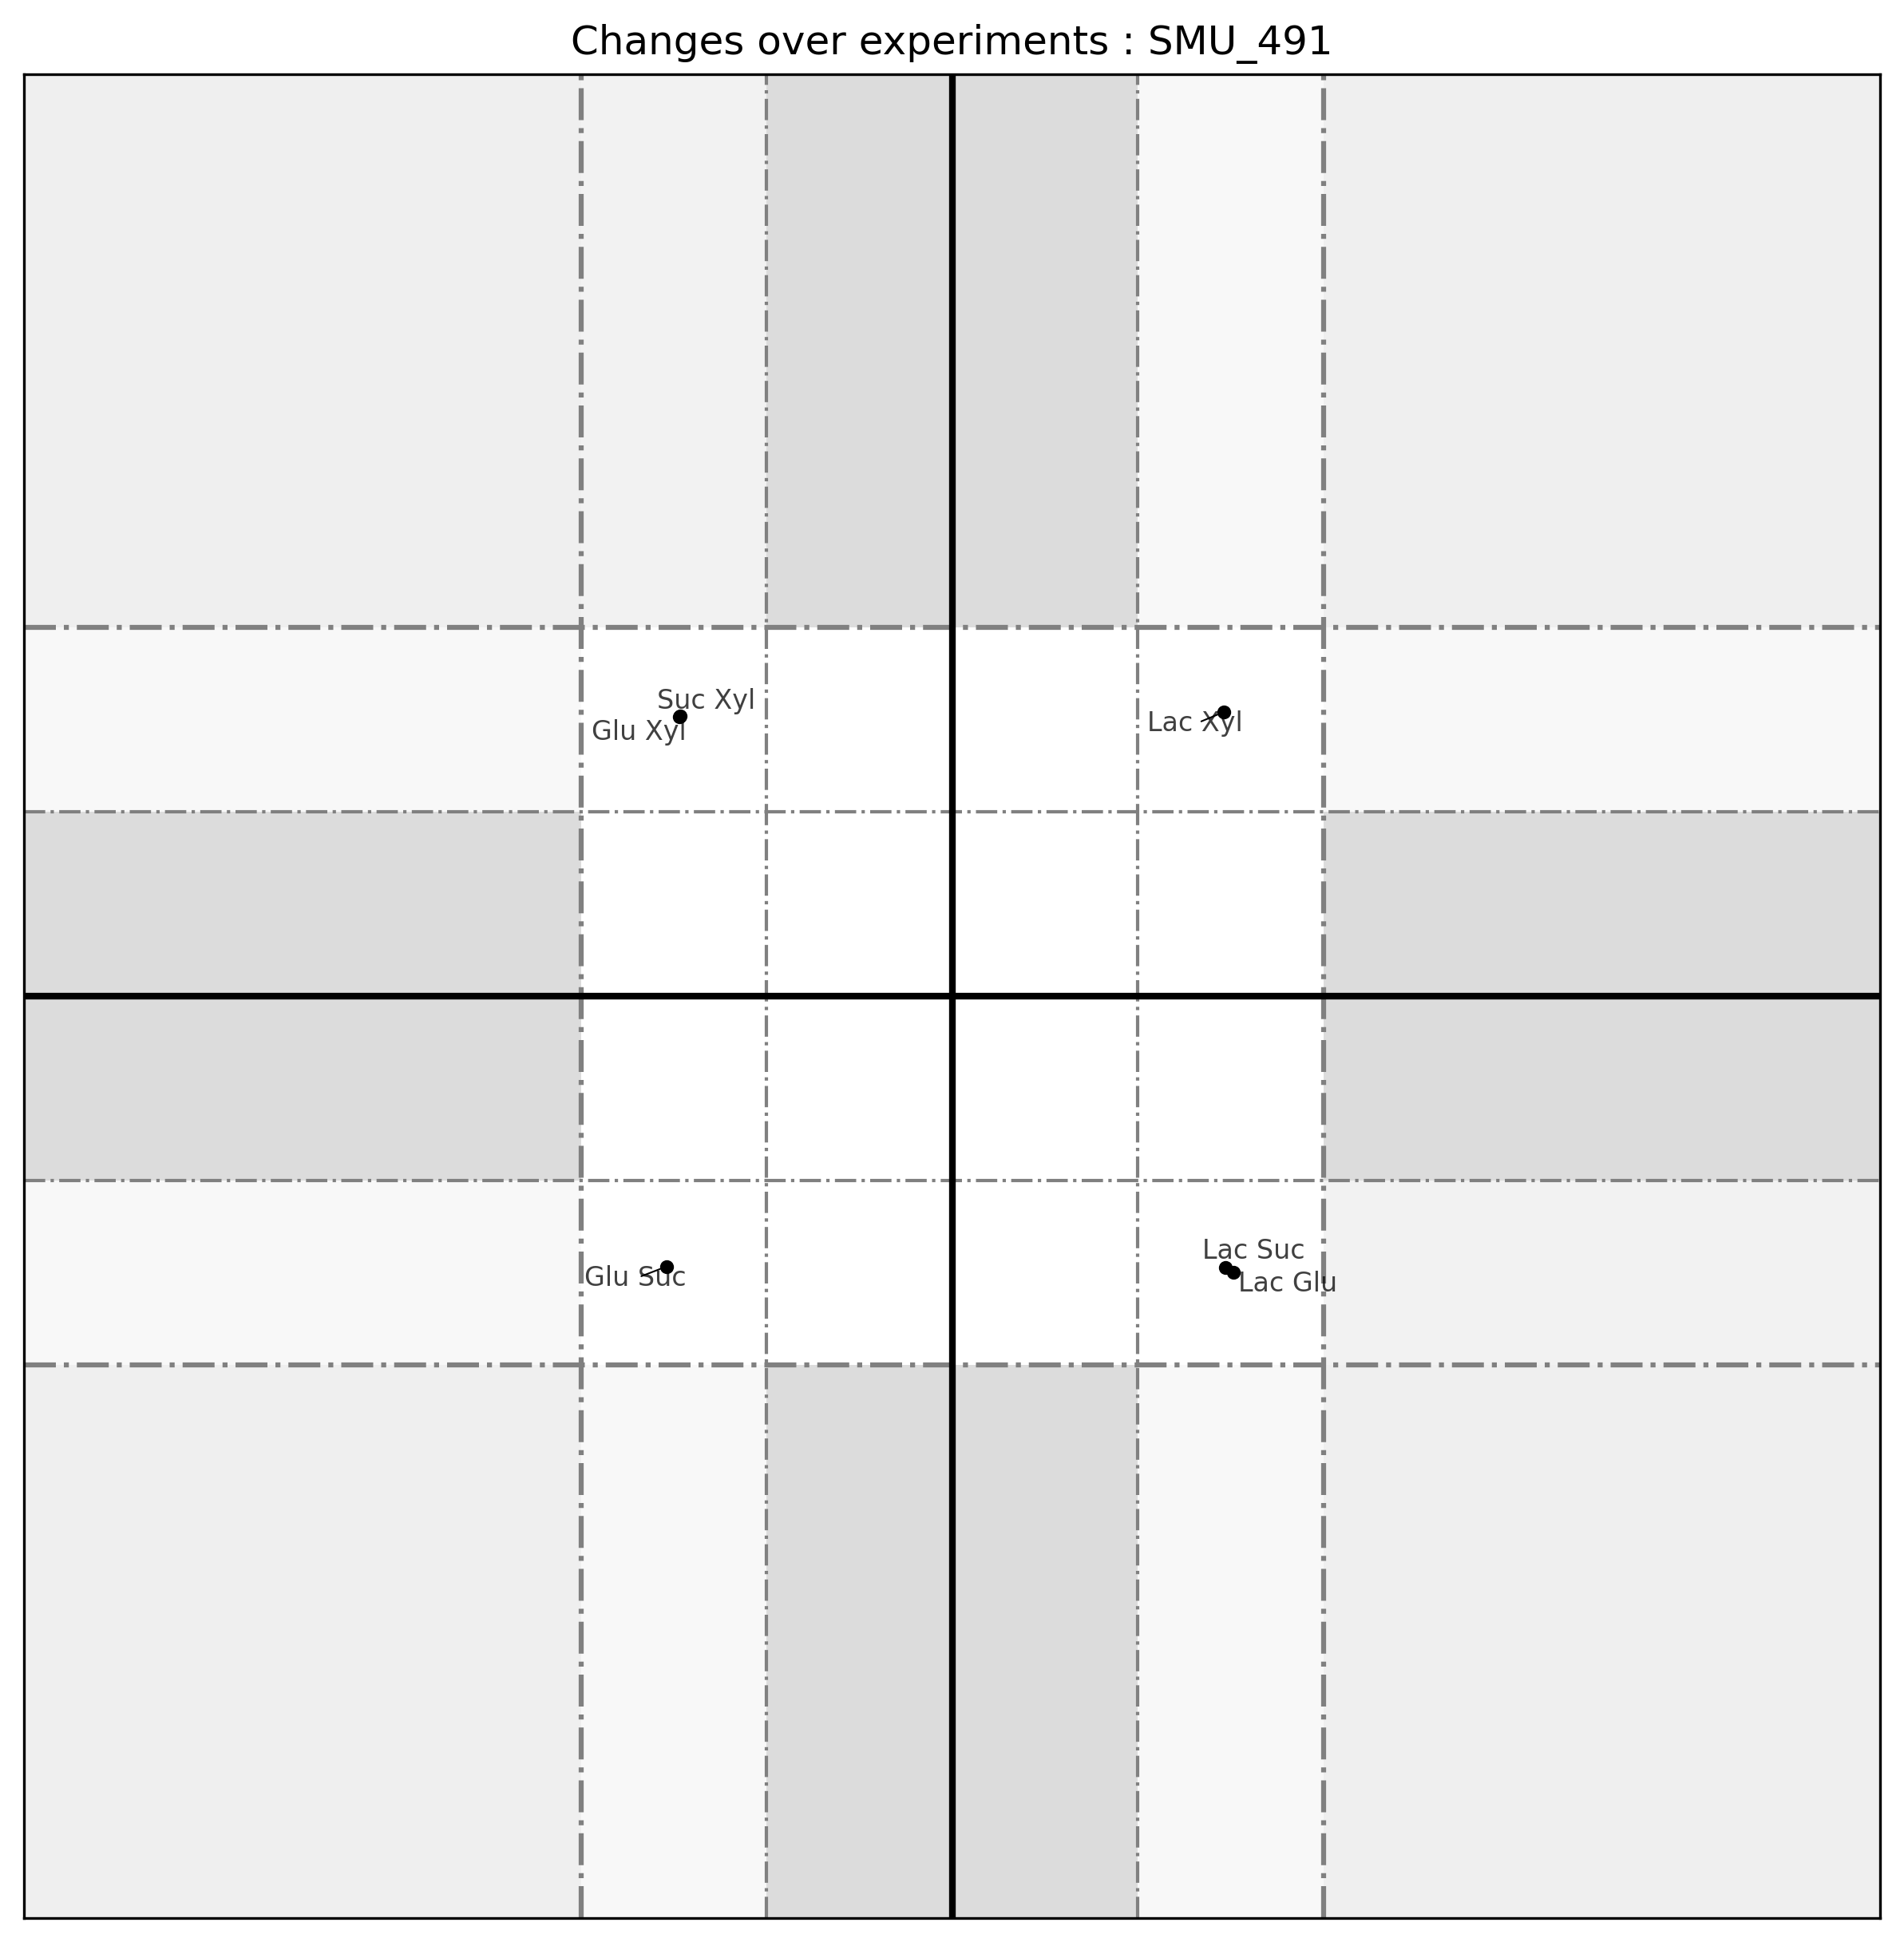 Changes over experiments : SMU_491
Suc Xyl
Glu Xyl
Lac Xyl
Lac Suc
Glu Suc
Lac Glu